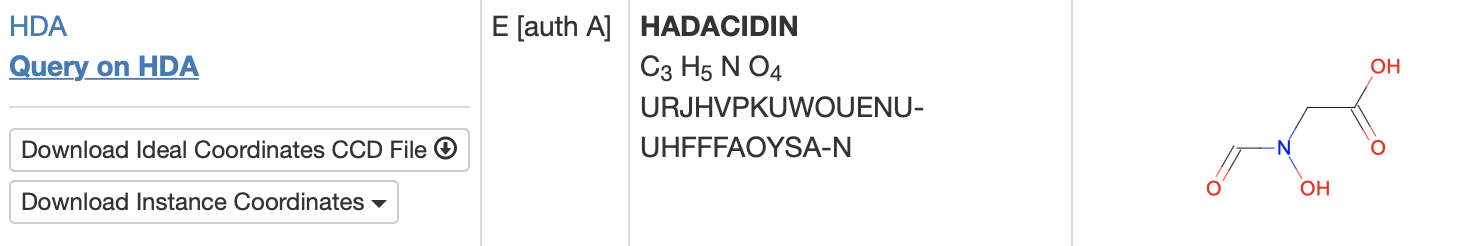 HDA
Query on HDA
Download Ideal Coordinates CCD File
Download Instance Coordinates
E [auth A]
HADACIDIN
C3 H5 N O4
URJHVPKUWOUENU-
UHFFFAOYSA-N
OH
O
N
O
OH